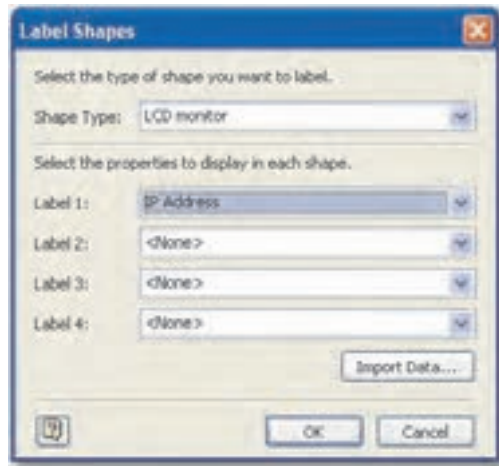 Label Shapes
Select the type of shape you want to label.
Shape Type: LCD monitor
Select the properties to display in each shape.
Label 1: IP Address
Label 2: <None>
Label 3: <None>
Label 4: <None>
Import Data...
OK Cancel